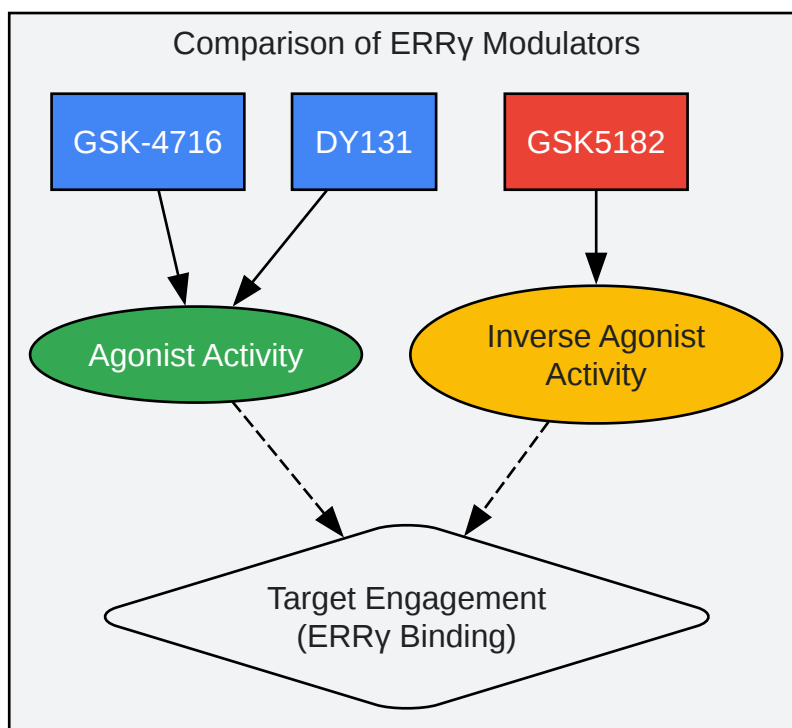 Comparison of ERRγ Modulators
GSK-4716
DY131
GSK5182
Agonist Activity
Inverse Agonist
Activity
Target Engagement
(ERRγ Binding)